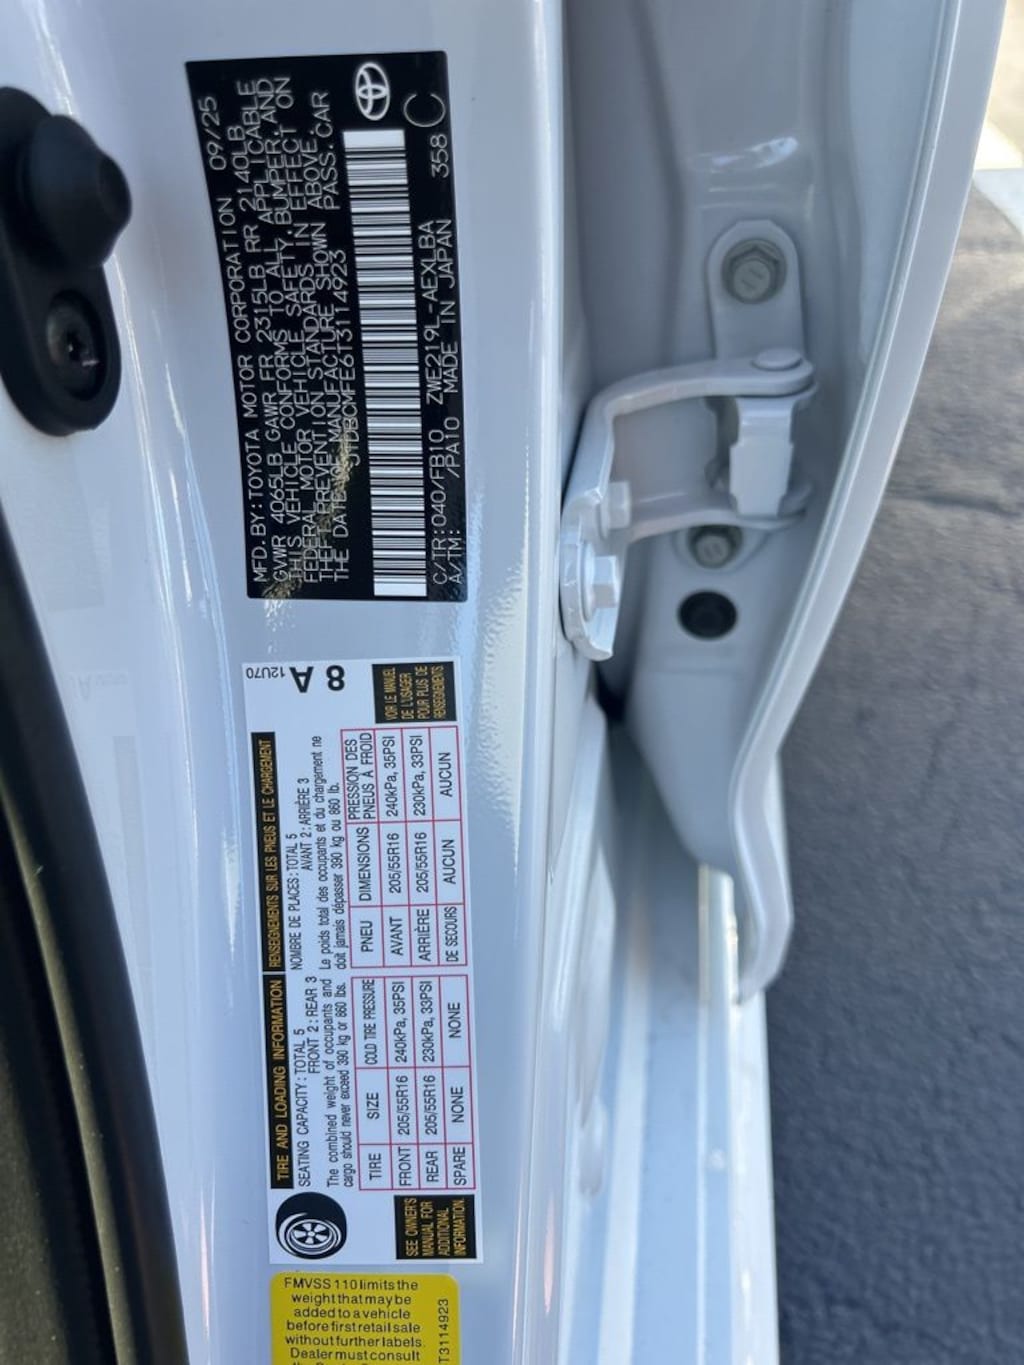 MFD. BY: TOYOTA MOTOR CORPORATION 09/25
GVWR 4065LB GAWR FR 2315LB RR 2140LB
THIS VEHICLE CONFORMS TO ALL APPLICABLE
FEDERAL MOTOR VEHICLE SAFETY, BUMPER, AND
THEFT PREVENTION STANDARDS IN EFFECT ON
THE DATE OF MANUFACTURE SHOWN ABOVE.
JTDBCMFE6T3114923 PASS. CAR
C/TR: 040/FB10 ZWE219L-AEXLBA 358 C
A/TM: /PA10 MADE IN JAPAN
TIRE AND LOADING INFORMATION
SEATING CAPACITY: TOTAL 5
FRONT 2: REAR 3
The combined weight of occupants and
cargo should never exceed 390 kg or 860 lbs.
TIRE SIZE COLD TIRE PRESSURE
FRONT 205/55R16 240kPa, 35PSI
REAR 205/55R16 230kPa, 33PSI
SPARE NONE NONE
SEE OWNER'S
MANUAL FOR
ADDITIONAL
INFORMATION.
RENSEIGNEMENTS SUR LES PNEUS ET LE CHARGEMENT
NOMBRE DE PLACES: TOTAL 5
AVANT 2: ARRIÈRE 3
Le poids total des occupants et du chargement ne
doit jamais dépasser 390 kg ou 860 lb.
PNEU DIMENSIONS PRESSION DES
PNEUS À FROID
AVANT 205/55R16 240kPa, 35PSI
ARRIÈRE 205/55R16 230kPa, 33PSI
DE SECOURS AUCUN AUCUN
VOIR LE MANUEL
DE L'USAGER
POUR PLUS DE
RENSEIGNEMENTS
12U70
8A
FMVSS 110 limits the
weight that may be
added to a vehicle
before first retail sale
without further labels.
Dealer must consult
T3114923